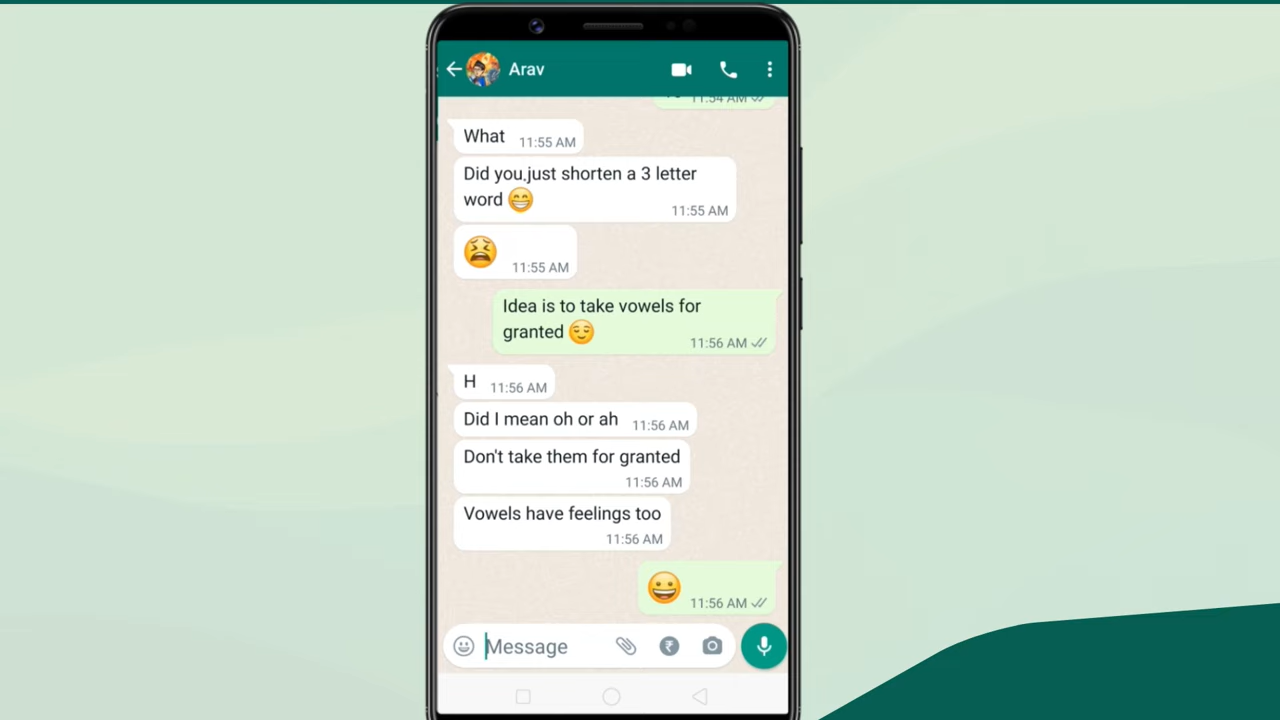 Arav
11:54 AM
What 11:55 AM
Did you.just shorten a 3 letter
word 😁
11:55 AM
😫
11:55 AM
Idea is to take vowels for
granted 😌
11:56 AM
H 11:56 AM
Did I mean oh or ah 11:56 AM
Don't take them for granted
11:56 AM
Vowels have feelings too
11:56 AM
😀
11:56 AM
Message